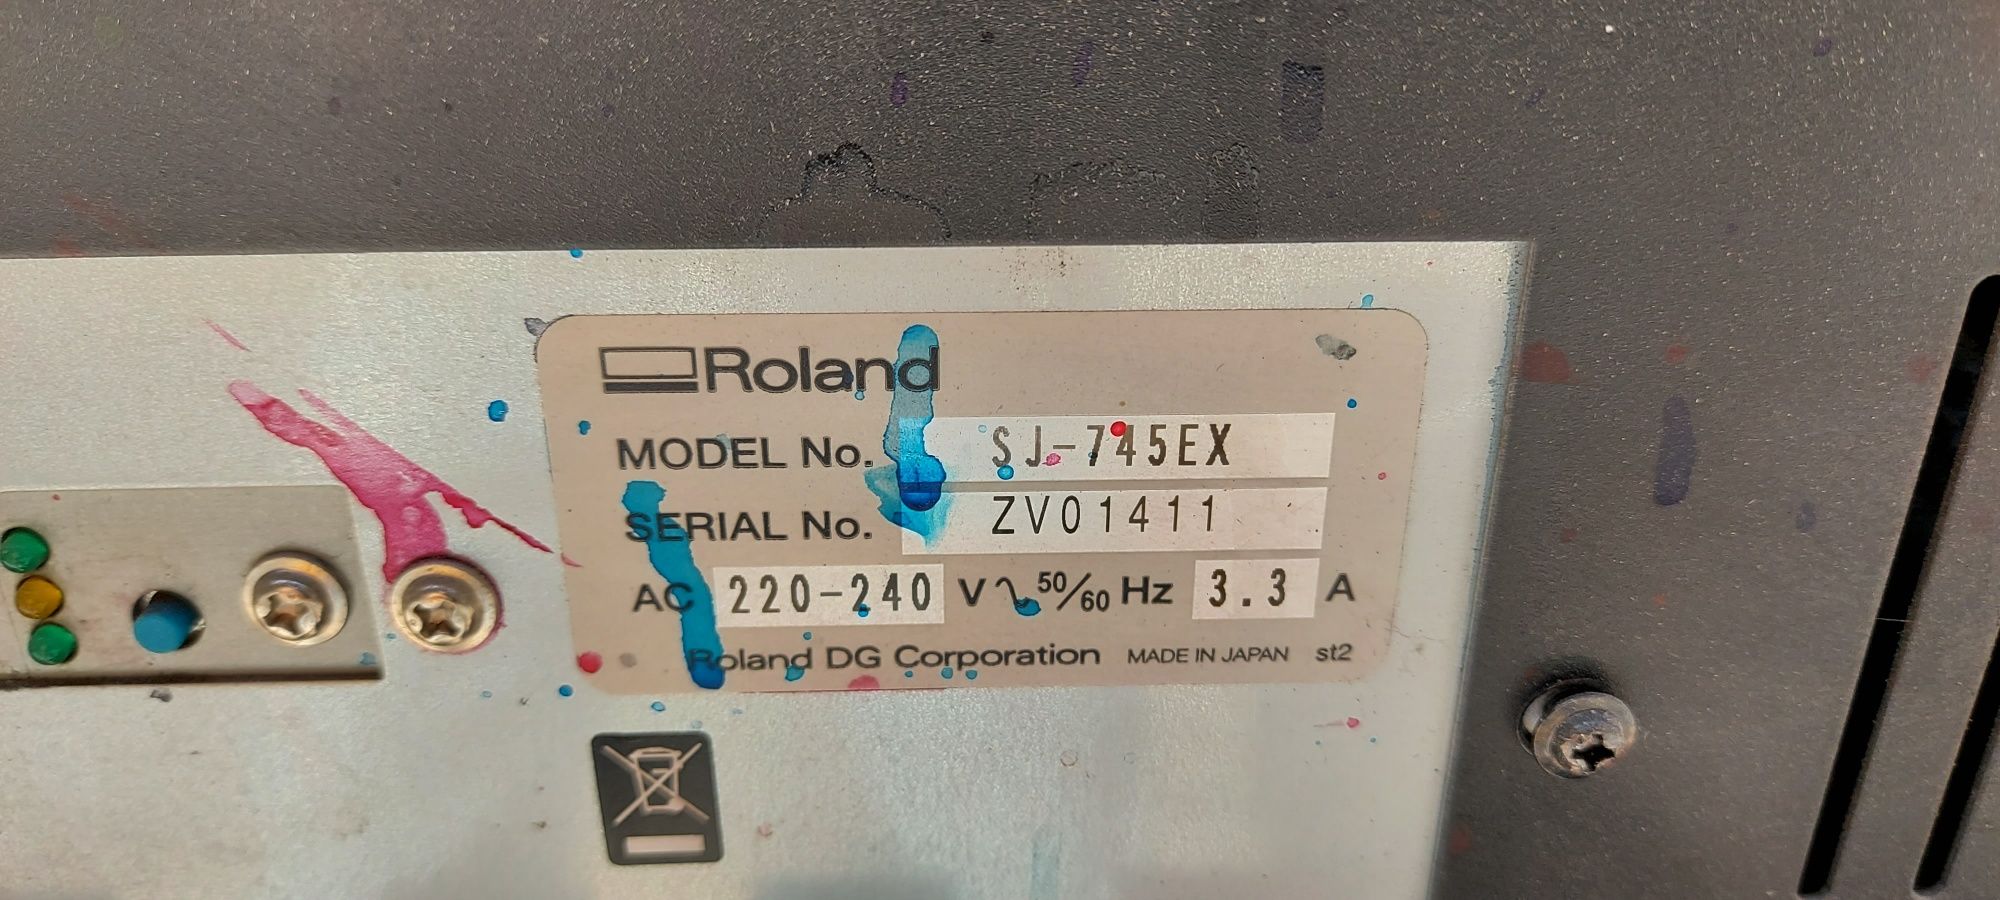 Roland
MODEL No. SJ-745EX
SERIAL No. ZV01411
AC 220-240 V ∿ 50/60 Hz 3.3 A
Roland DG Corporation MADE IN JAPAN st2